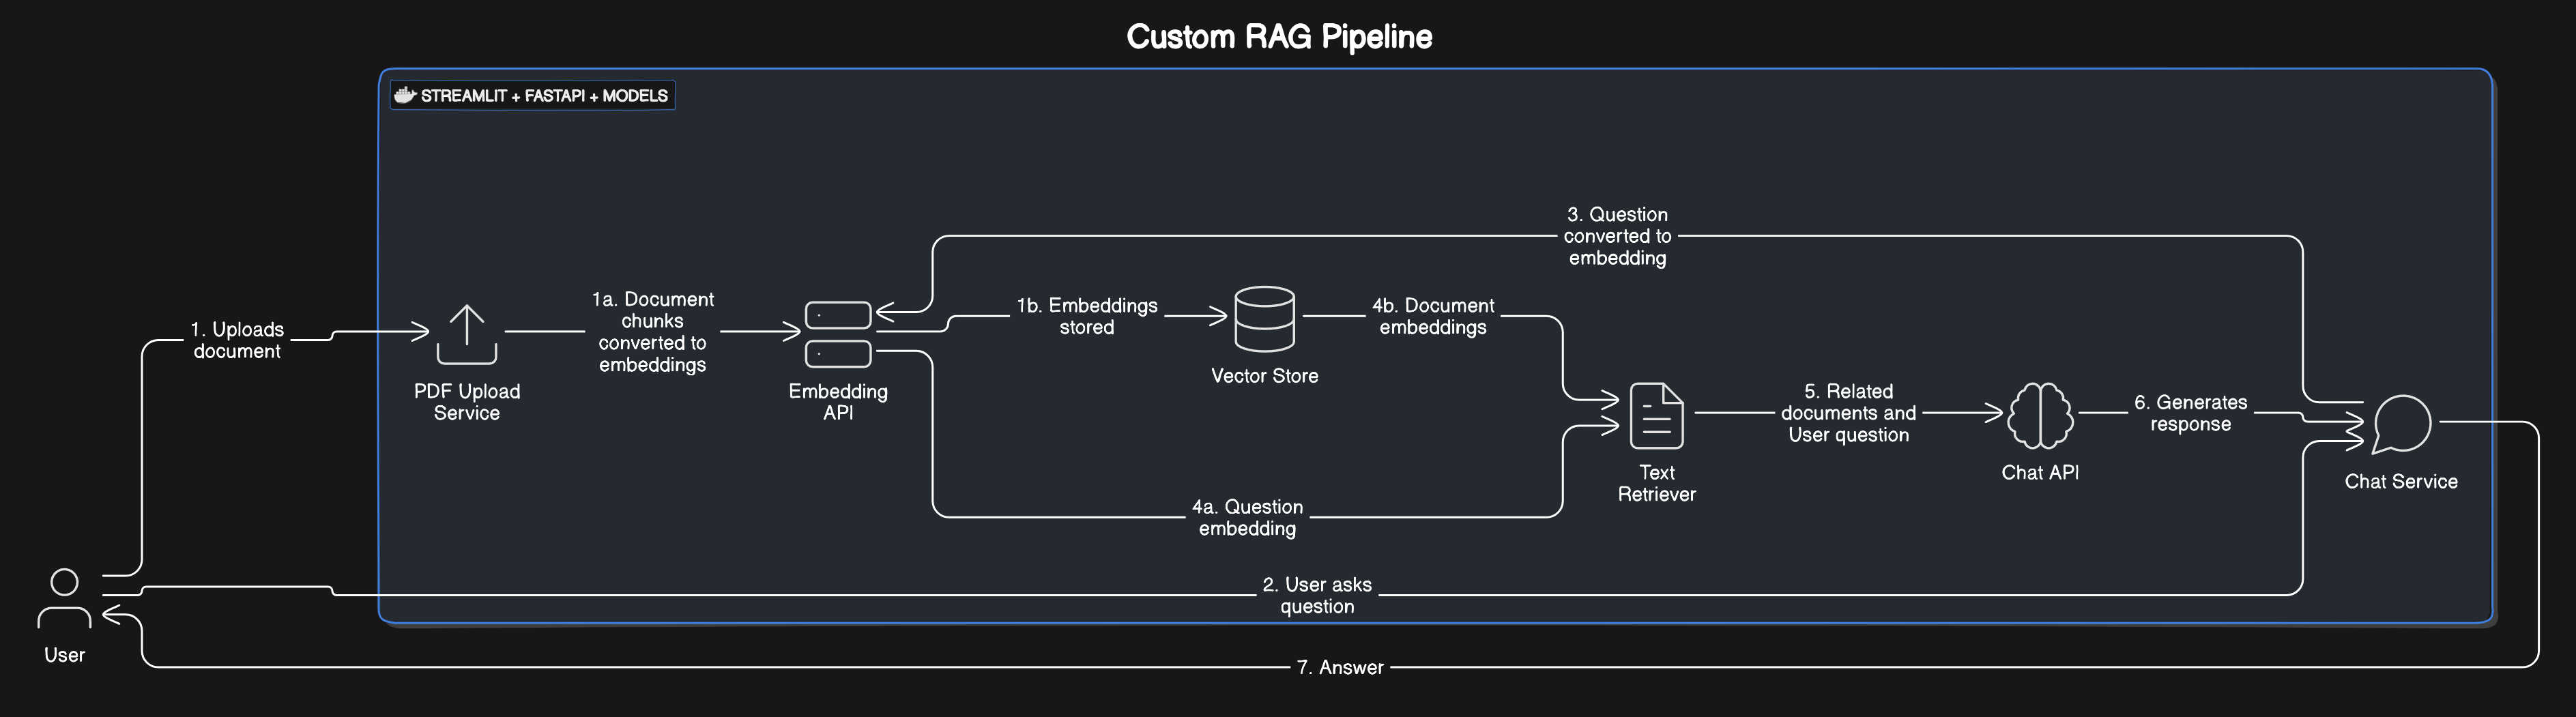 Custom RAG Pipeline
STREAMLIT + FASTAPI + MODELS
3. Question
converted to
embedding
1. Uploads
document
PDF Upload
Service
1a. Document
chunks
converted to
embeddings
Embedding
API
1b. Embeddings
stored
Vector Store
4b. Document
embeddings
4a. Question
embedding
Text
Retriever
5. Related
documents and
User question
Chat API
6. Generates
response
Chat Service
2. User asks
question
User
7. Answer